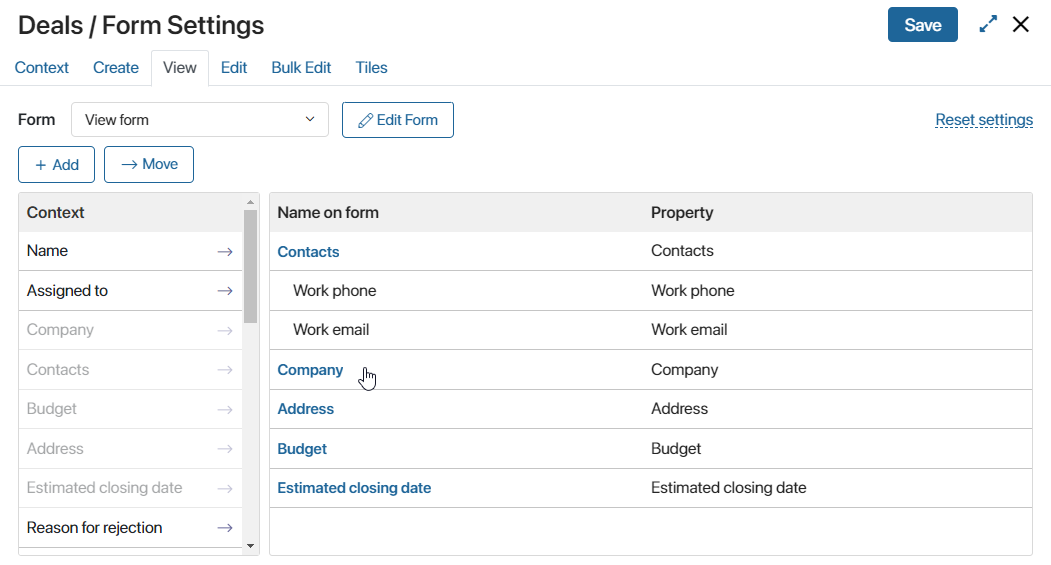 Deals / Form Settings
Save
Context Create View Edit Bulk Edit Tiles
Form View form Edit Form Reset settings
+ Add → Move
Context
Name →
Assigned to →
Company →
Contacts →
Budget →
Address →
Estimated closing date →
Reason for rejection →
Name on form Property
Contacts Contacts
Work phone Work phone
Work email Work email
Company Company
Address Address
Budget Budget
Estimated closing date Estimated closing date